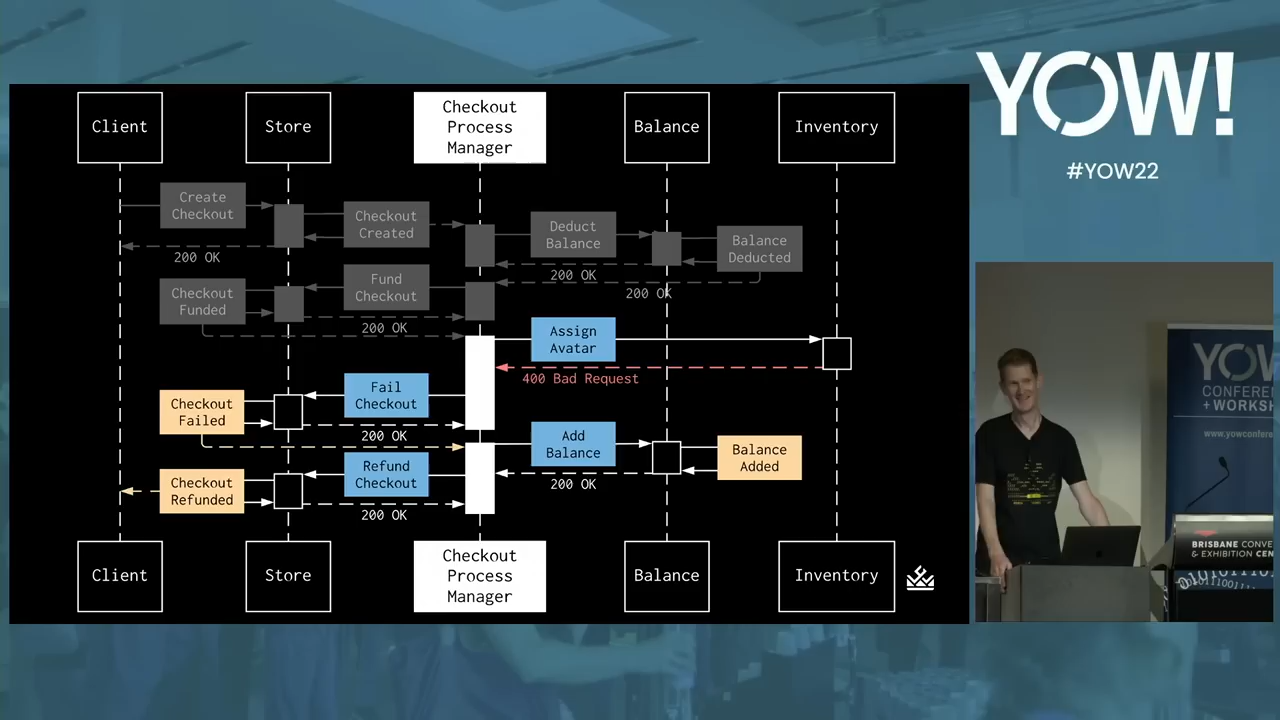 YOW!
#YOW22
Client
Store
Checkout
Process
Manager
Balance
Inventory
Create
Checkout
200 OK
Checkout
Created
Deduct
Balance
200 OK
Balance
Deducted
200 OK
Checkout
Funded
Fund
Checkout
200 OK
Assign
Avatar
400 Bad Request
Fail
Checkout
200 OK
Checkout
Failed
Add
Balance
200 OK
Balance
Added
Refund
Checkout
200 OK
Checkout
Refunded
Client
Store
Checkout
Process
Manager
Balance
Inventory
YOW
CONFEREN
+ WORKSH
www.yowconfere
BRISBANE CONVE
& EXHIBITION CEN